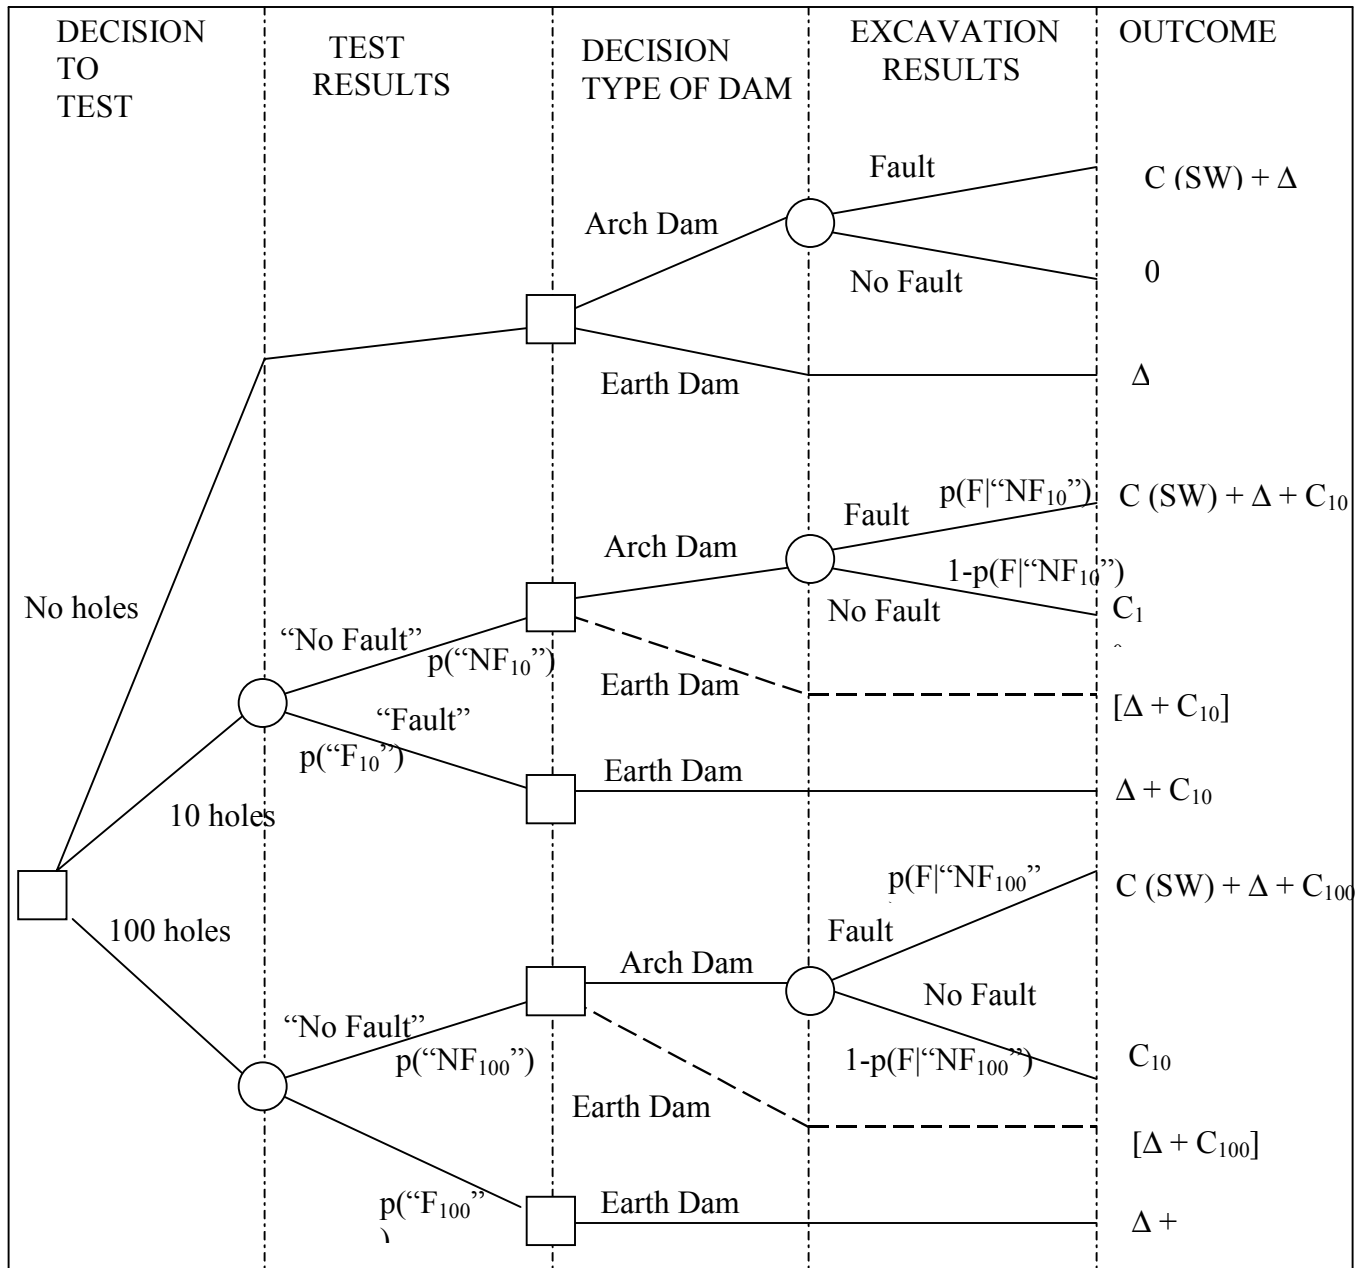 DECISION
TO
TEST
TEST
RESULTS
DECISION
TYPE OF DAM
EXCAVATION
RESULTS
OUTCOME
Fault
C (SW) + Δ
Arch Dam
No Fault
0
Earth Dam
Δ
p(F|“NF10”)
C (SW) + Δ + C10
Fault
Arch Dam
1-p(F|“NF10”)
No holes
No Fault
C1
“No Fault”
p(“NF10”)
Earth Dam
[Δ + C10]
“Fault”
p(“F10”)
Earth Dam
Δ + C10
10 holes
p(F|“NF100”
C (SW) + Δ + C100
100 holes
Fault
Arch Dam
No Fault
“No Fault”
p(“NF100”)
1-p(F|“NF100”)
C10
Earth Dam
[Δ + C100]
p(“F100”
)
Earth Dam
Δ +